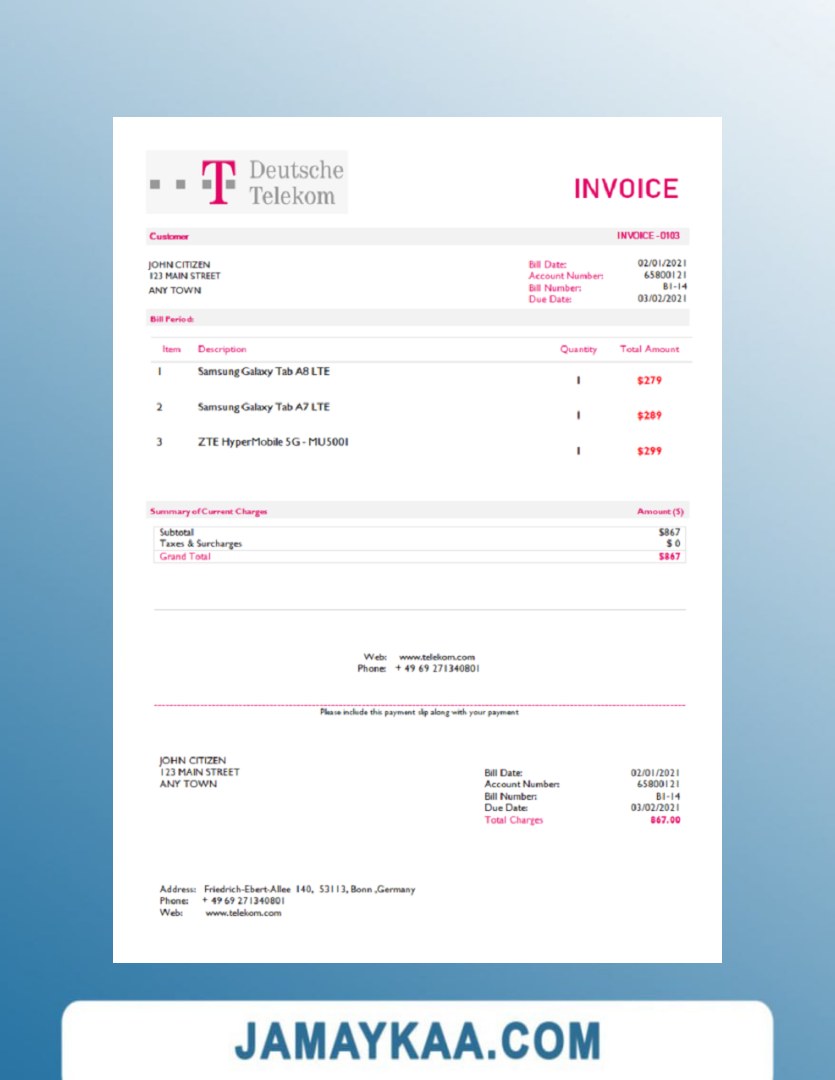 Deutsche
Telekom
INVOICE
Customer INVOICE -0103
JOHN CITIZEN
123 MAIN STREET
ANY TOWN
Bill Date: 02/01/2021
Account Number: 65800121
Bill Number: B1-14
Due Date: 03/02/2021
Bill Period:
Item Description Quantity Total Amount
1 Samsung Galaxy Tab A8 LTE 1 $279
2 Samsung Galaxy Tab A7 LTE 1 $289
3 ZTE HyperMobile 5G - MU5001 1 $299
Summary of Current Charges Amount ($)
Subtotal $867
Taxes & Surcharges $ 0
Grand Total $867
Web: www.telekom.com
Phone: + 49 69 271340801
Please include this payment slip along with your payment
JOHN CITIZEN
123 MAIN STREET
ANY TOWN
Bill Date: 02/01/2021
Account Number: 65800121
Bill Number: B1-14
Due Date: 03/02/2021
Total Charges 867.00
Address: Friedrich-Ebert-Allee 140, 53113, Bonn ,Germany
Phone: + 49 69 271340801
Web: www.telekom.com
JAMAYKAA.COM